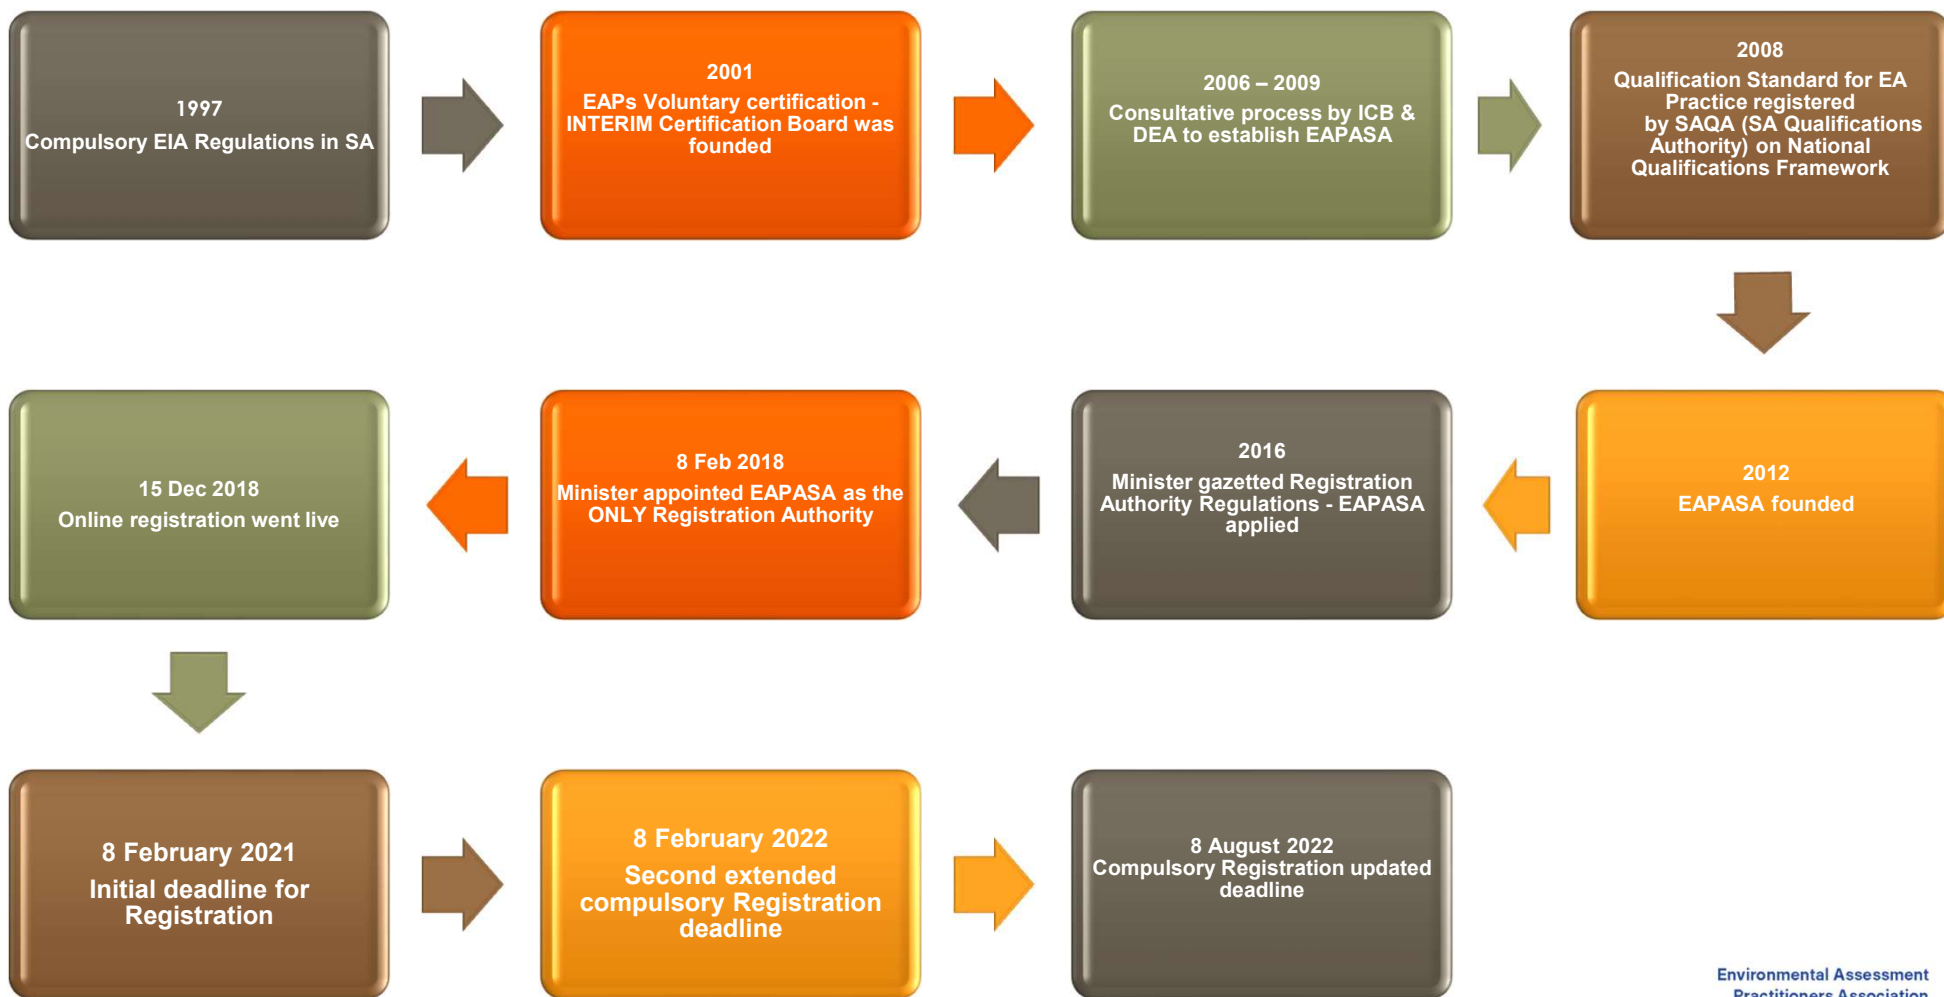 1997
Compulsory EIA Regulations in SA
2001
EAPs Voluntary certification -
INTERIM Certification Board was
founded
2006 – 2009
Consultative process by ICB &
DEA to establish EAPASA
2008
Qualification Standard for EA
Practice registered
by SAQA (SA Qualifications
Authority) on National
Qualifications Framework
2012
EAPASA founded
2016
Minister gazetted Registration
Authority Regulations - EAPASA
applied
8 Feb 2018
Minister appointed EAPASA as the
ONLY Registration Authority
15 Dec 2018
Online registration went live
8 February 2021
Initial deadline for
Registration
8 February 2022
Second extended
compulsory Registration
deadline
8 August 2022
Compulsory Registration updated
deadline
Environmental Assessment
Practitioners Association